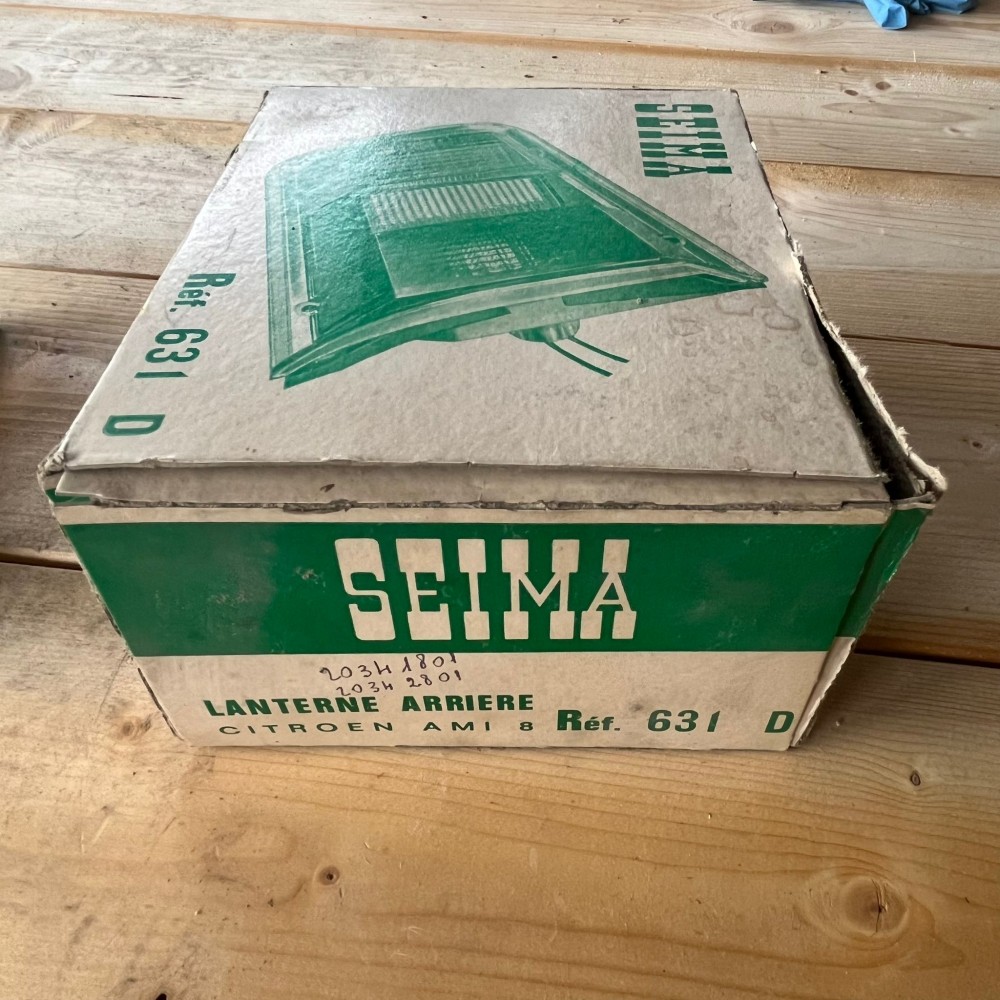 SEIMA
Réf. 631 D
SEIMA
20341801
20342801
LANTERNE ARRIERE
CITROEN AMI 8 Réf. 631 D